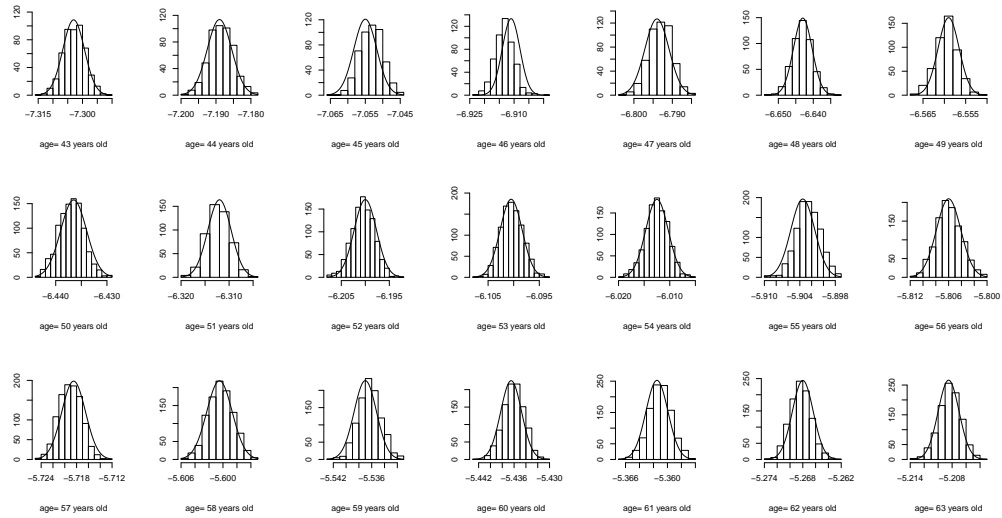 0 20 40 60 80 120
−7.315 −7.300
age= 43 years old
0 20 40 60 80 120
−7.200 −7.190 −7.180
age= 44 years old
0 40 80 120
−7.065 −7.055 −7.045
age= 45 years old
0 20 60 100 140
−6.925 −6.910
age= 46 years old
0 40 80 120
−6.800 −6.790
age= 47 years old
0 50 100 150
−6.650 −6.640
age= 48 years old
0 50 100 150
−6.565 −6.555
age= 49 years old
0 50 100 150
−6.440 −6.430
age= 50 years old
0 50 100 150
−6.320 −6.310
age= 51 years old
0 50 100 150
−6.205 −6.195
age= 52 years old
0 50 100 150 200
−6.105 −6.095
age= 53 years old
0 50 100 150
−6.020 −6.010
age= 54 years old
0 50 100 150 200
−5.910 −5.904 −5.898
age= 55 years old
0 50 100 200
−5.812 −5.806 −5.800
age= 56 years old
0 50 100 150 200
−5.724 −5.718 −5.712
age= 57 years old
0 50 100 200
−5.606 −5.600
age= 58 years old
0 50 100 200
−5.542 −5.536
age= 59 years old
0 50 150
−5.442 −5.436 −5.430
age= 60 years old
0 50 150 250
−5.366 −5.360
age= 61 years old
0 50 150 250
−5.274 −5.268 −5.262
age= 62 years old
0 50 150 250
−5.214 −5.208
age= 63 years old